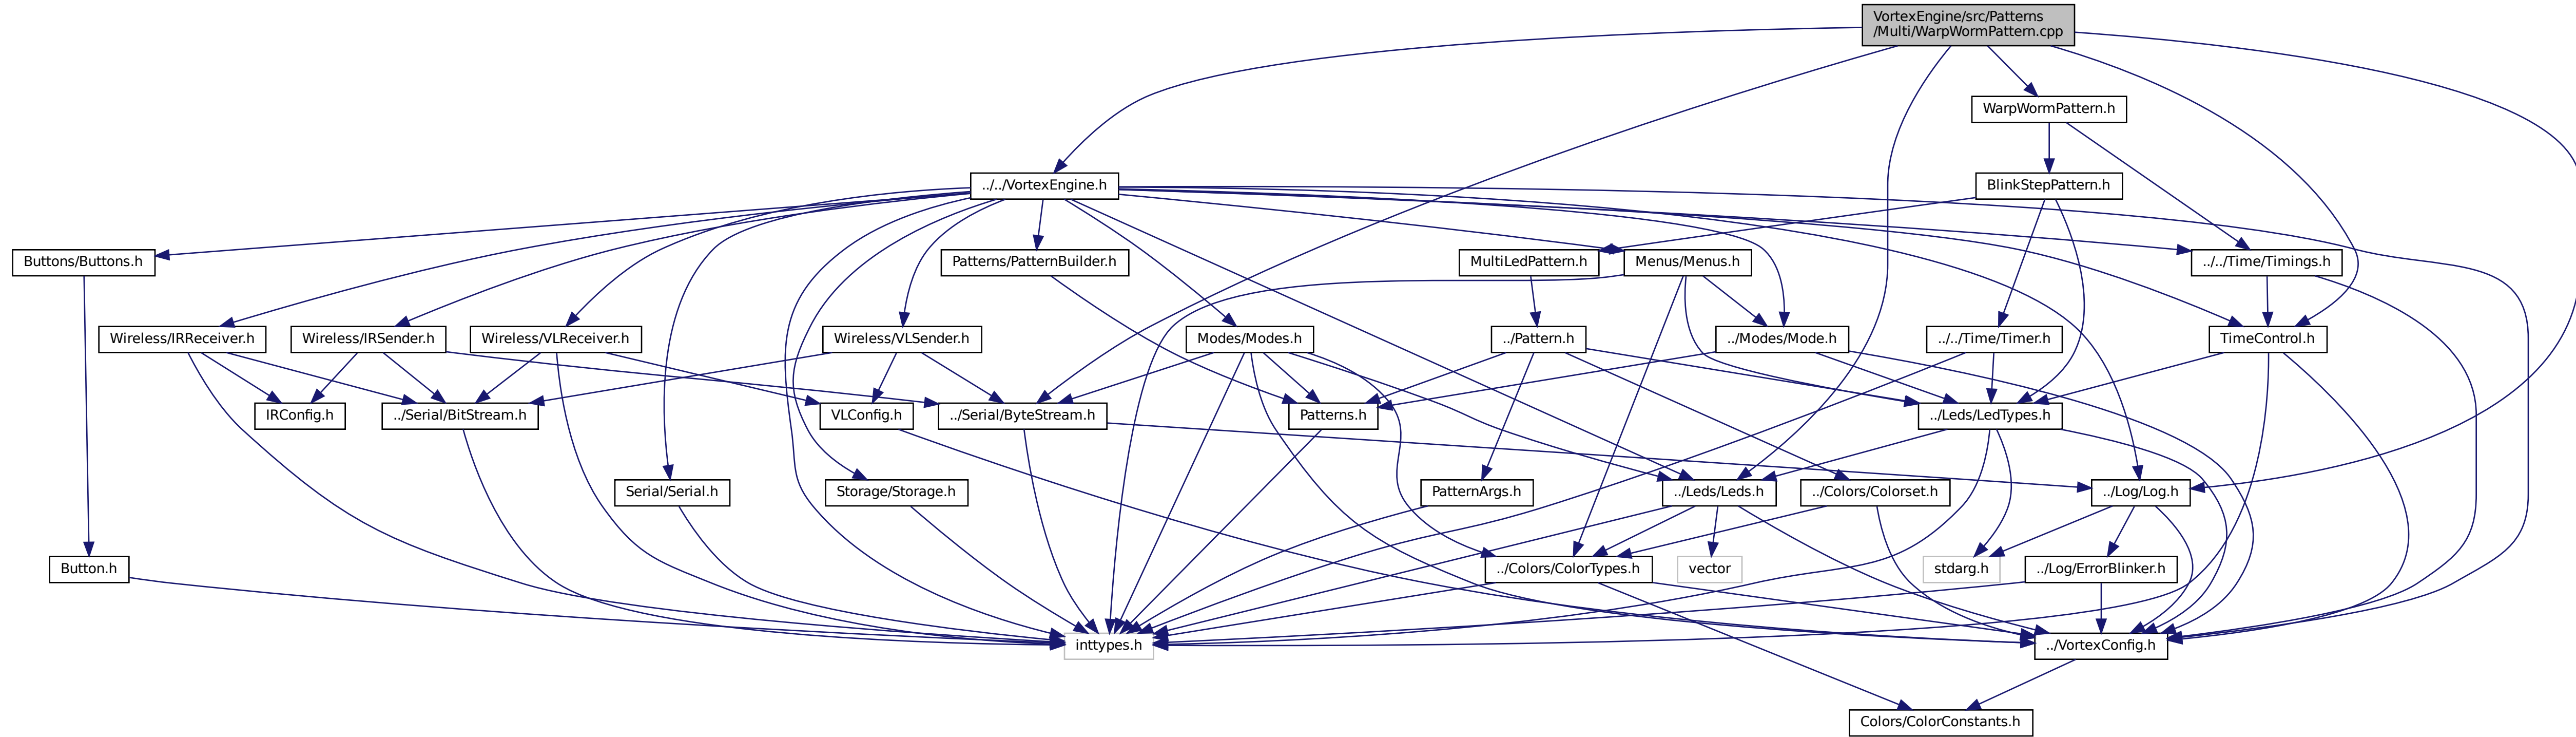 VortexEngine/src/Patterns
/Multi/WarpWormPattern.cpp
WarpWormPattern.h
../../VortexEngine.h
BlinkStepPattern.h
Buttons/Buttons.h
Patterns/PatternBuilder.h
MultiLedPattern.h
Menus/Menus.h
../../Time/Timings.h
Wireless/IRReceiver.h
Wireless/IRSender.h
Wireless/VLReceiver.h
Wireless/VLSender.h
Modes/Modes.h
../Pattern.h
../Modes/Mode.h
../../Time/Timer.h
TimeControl.h
IRConfig.h
../Serial/BitStream.h
VLConfig.h
../Serial/ByteStream.h
Patterns.h
../Leds/LedTypes.h
Serial/Serial.h
Storage/Storage.h
PatternArgs.h
../Leds/Leds.h
../Colors/Colorset.h
../Log/Log.h
Button.h
../Colors/ColorTypes.h
vector
stdarg.h
../Log/ErrorBlinker.h
inttypes.h
../VortexConfig.h
Colors/ColorConstants.h